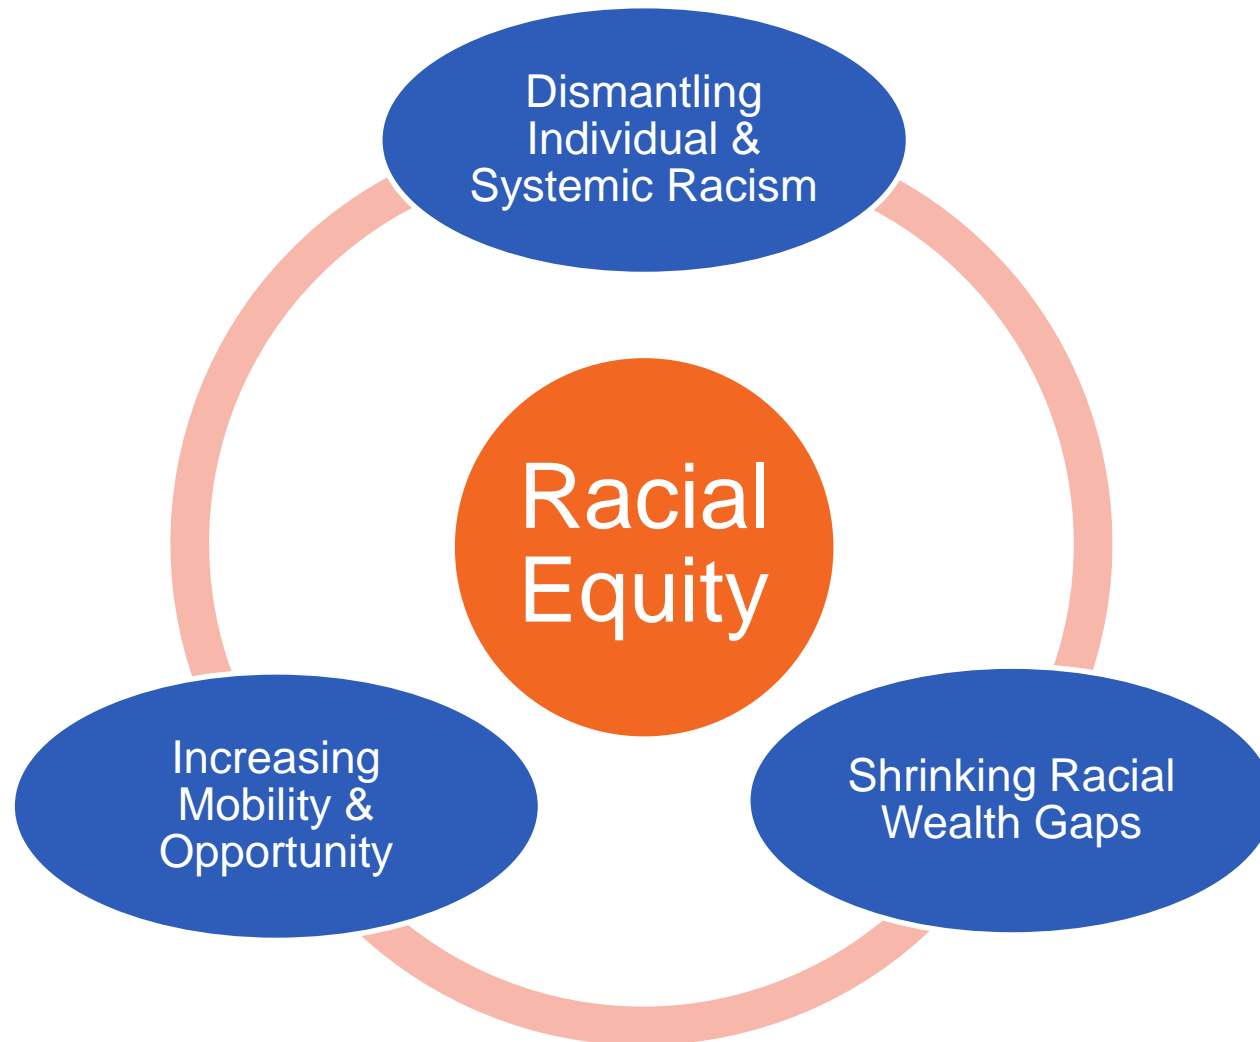 Dismantling
Individual &
Systemic Racism
Racial
Equity
Increasing
Mobility &
Opportunity
Shrinking Racial
Wealth Gaps